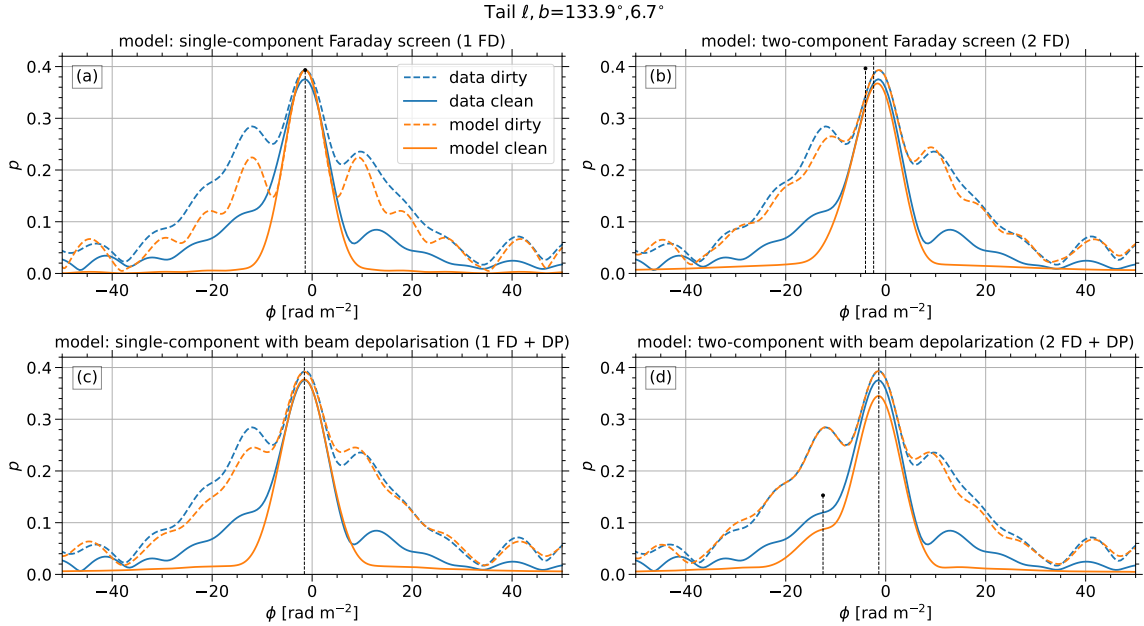 Tail ℓ, b=133.9°,6.7°
model: single-component Faraday screen (1 FD)
(a)
data dirty
data clean
model dirty
model clean
0.4
0.3
0.2
0.1
0.0
p
−40 −20 0 20 40
ϕ [rad m⁻²]
model: two-component Faraday screen (2 FD)
(b)
0.4
0.3
0.2
0.1
0.0
p
−40 −20 0 20 40
ϕ [rad m⁻²]
model: single-component with beam depolarisation (1 FD + DP)
(c)
0.4
0.3
0.2
0.1
0.0
p
−40 −20 0 20 40
ϕ [rad m⁻²]
model: two-component with beam depolarization (2 FD + DP)
(d)
0.4
0.3
0.2
0.1
0.0
p
−40 −20 0 20 40
ϕ [rad m⁻²]